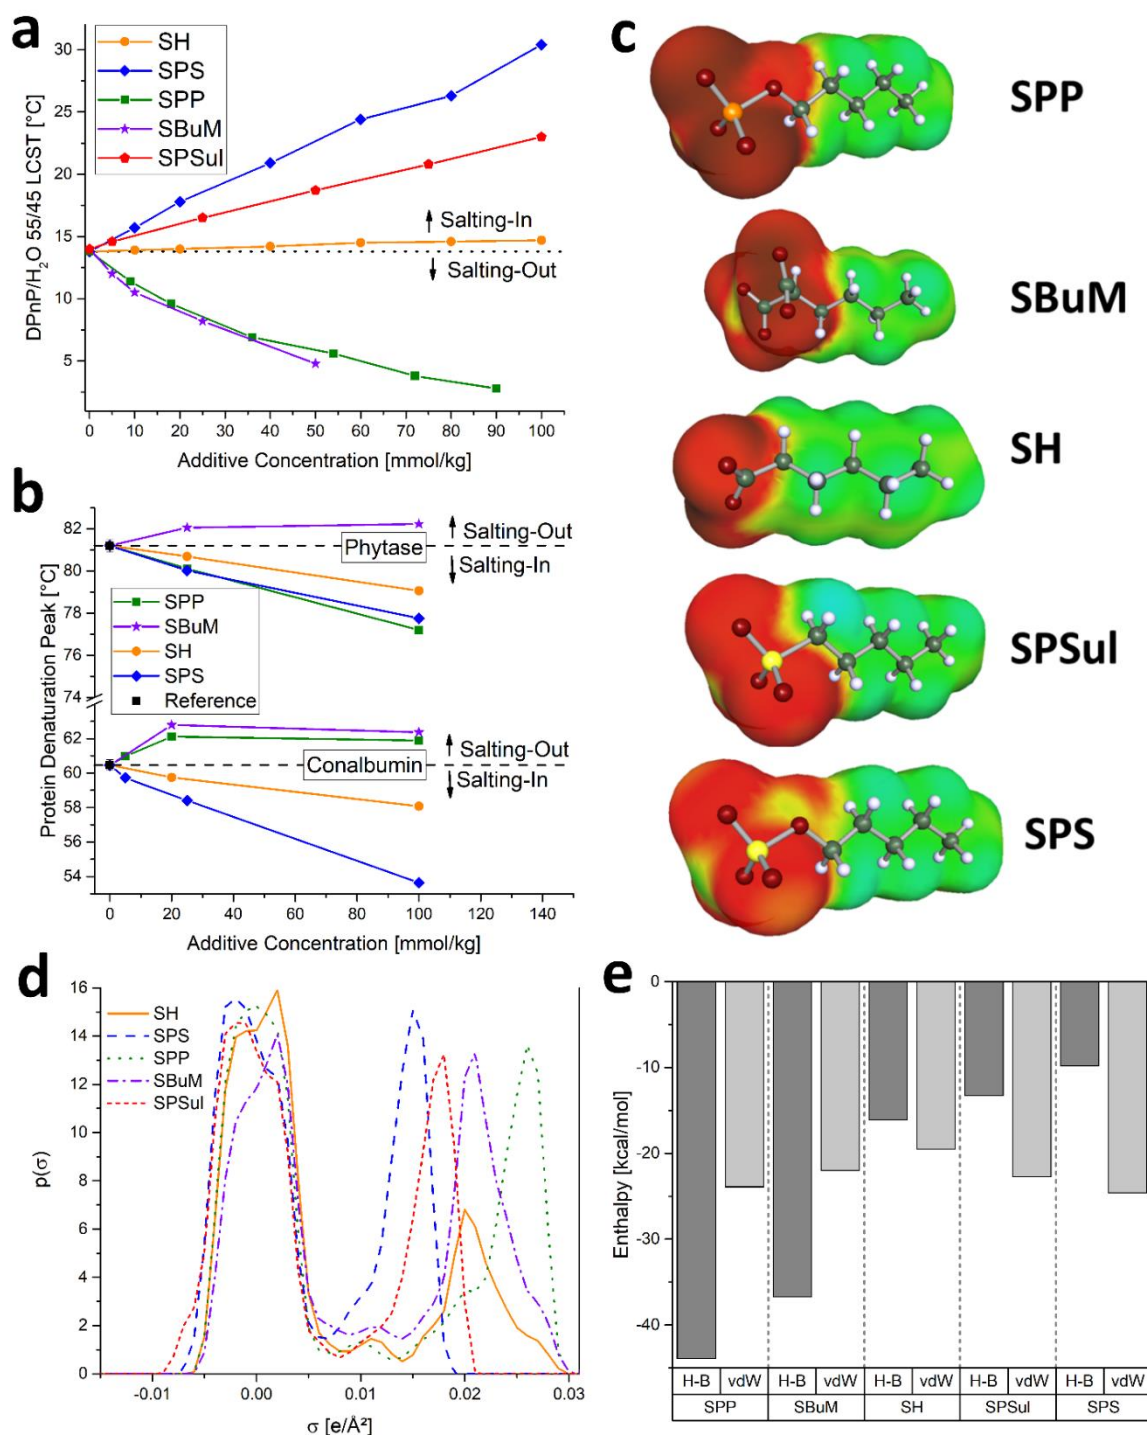 a
SH
SPS
SPP
SBuM
SPSul
30
25
20
15
10
5
DPnP/H₂O 55/45 LCST [°C]
↑ Salting-In
↓ Salting-Out
0 10 20 30 40 50 60 70 80 90 100
Additive Concentration [mmol/kg]
b
82
80
78
76
74
62
60
58
56
54
Protein Denaturation Peak [°C]
↑ Salting-Out
Phytase
↓ Salting-In
SPP
SBuM
SH
SPS
Reference
↑ Salting-Out
Conalbumin
↓ Salting-In
0 20 40 60 80 100 120 140
Additive Concentration [mmol/kg]
c
SPP
SBuM
SH
SPSul
SPS
d
16
14
12
10
8
6
4
2
0
p(σ)
SH
SPS
SPP
SBuM
SPSul
-0.01 0.00 0.01 0.02 0.03
σ [e/Å²]
e
0
-10
-20
-30
-40
Enthalpy [kcal/mol]
H-B vdW H-B vdW H-B vdW H-B vdW H-B vdW
SPP SBuM SH SPSul SPS